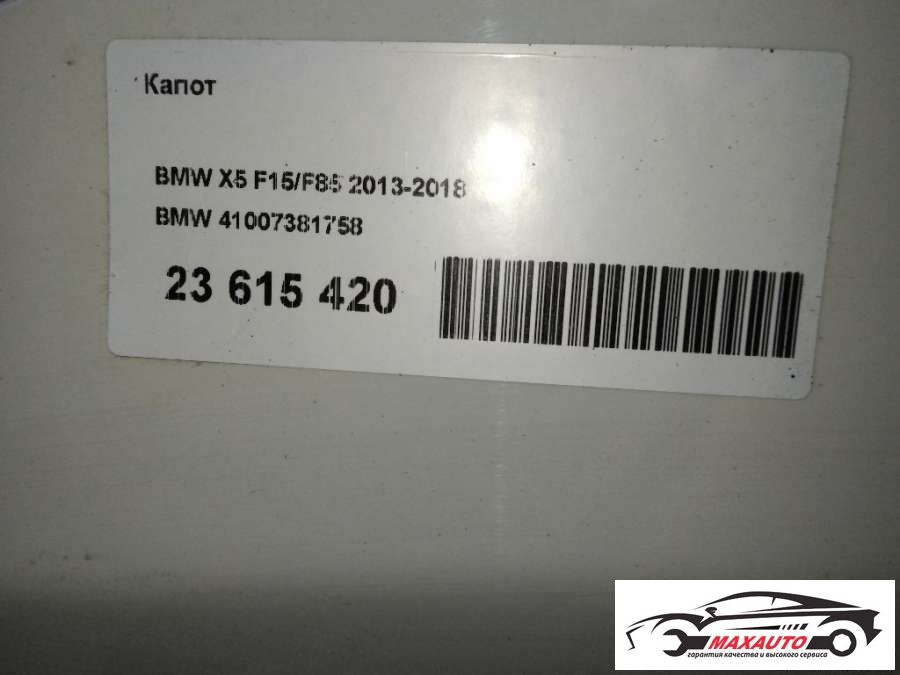 Капот
BMW X5 F15/F85 2013-2018
BMW 41007381758
23 615 420
MAXAUTO
гарантия качества и высокого сервиса